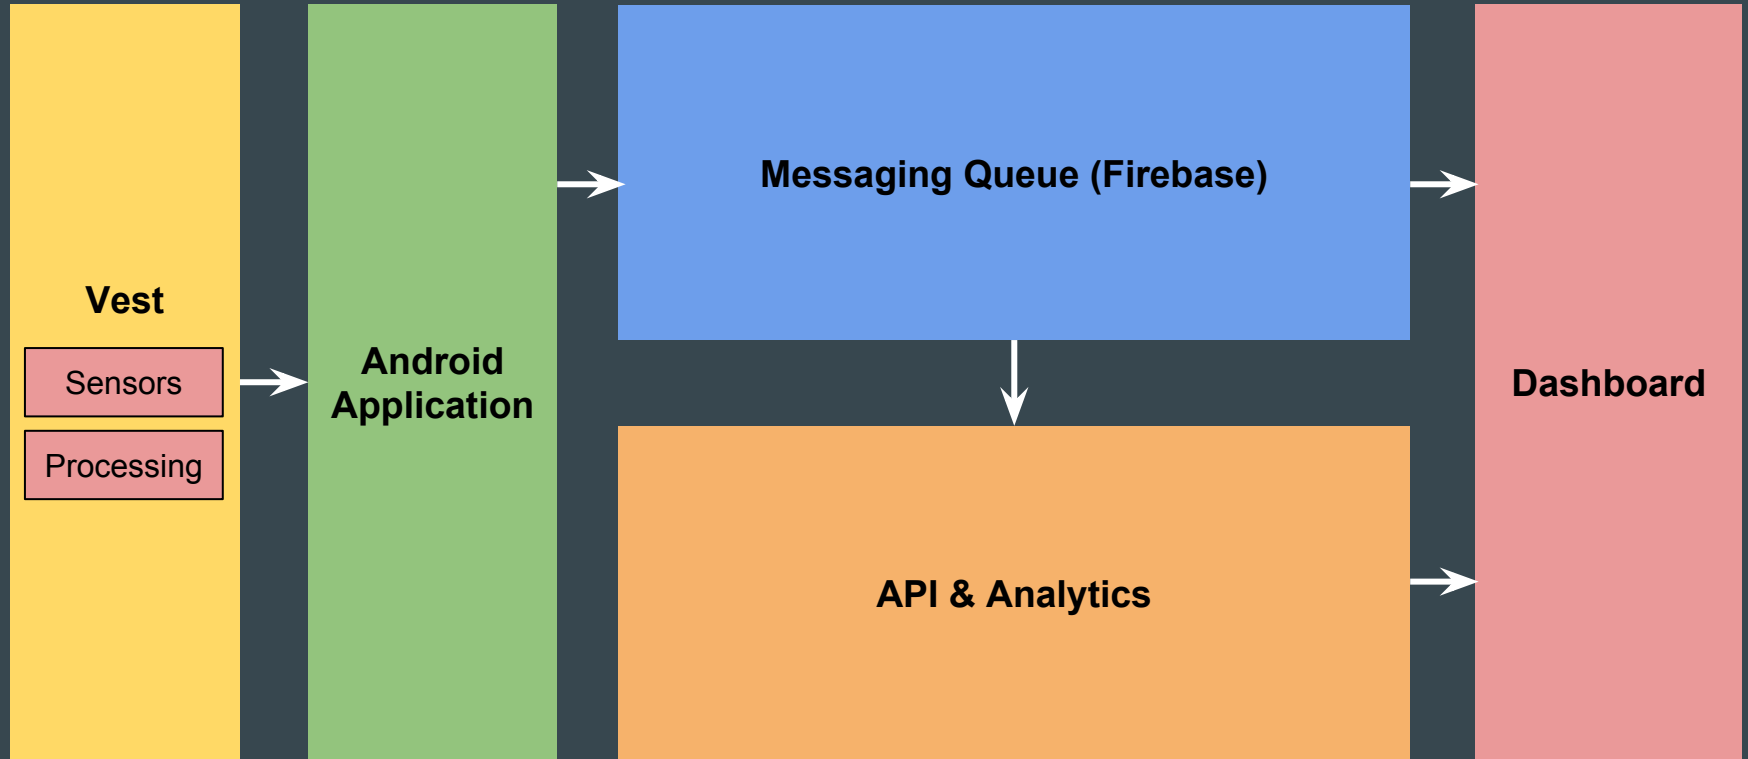 Vest
Sensors
Processing
Android
Application
Messaging Queue (Firebase)
API & Analytics
Dashboard